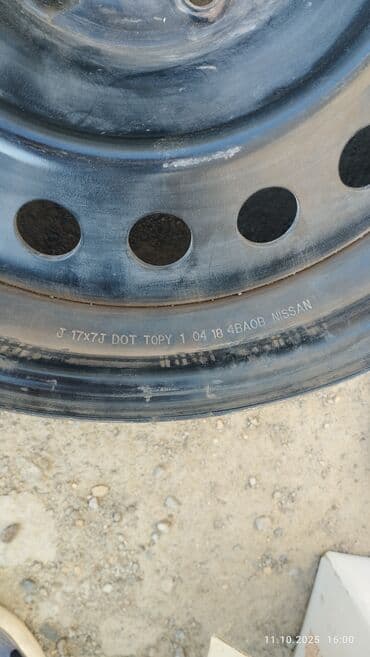 J 17x7J DOT TOPY 1 04 18 4BA0B NISSAN
11.10.2025 16:00